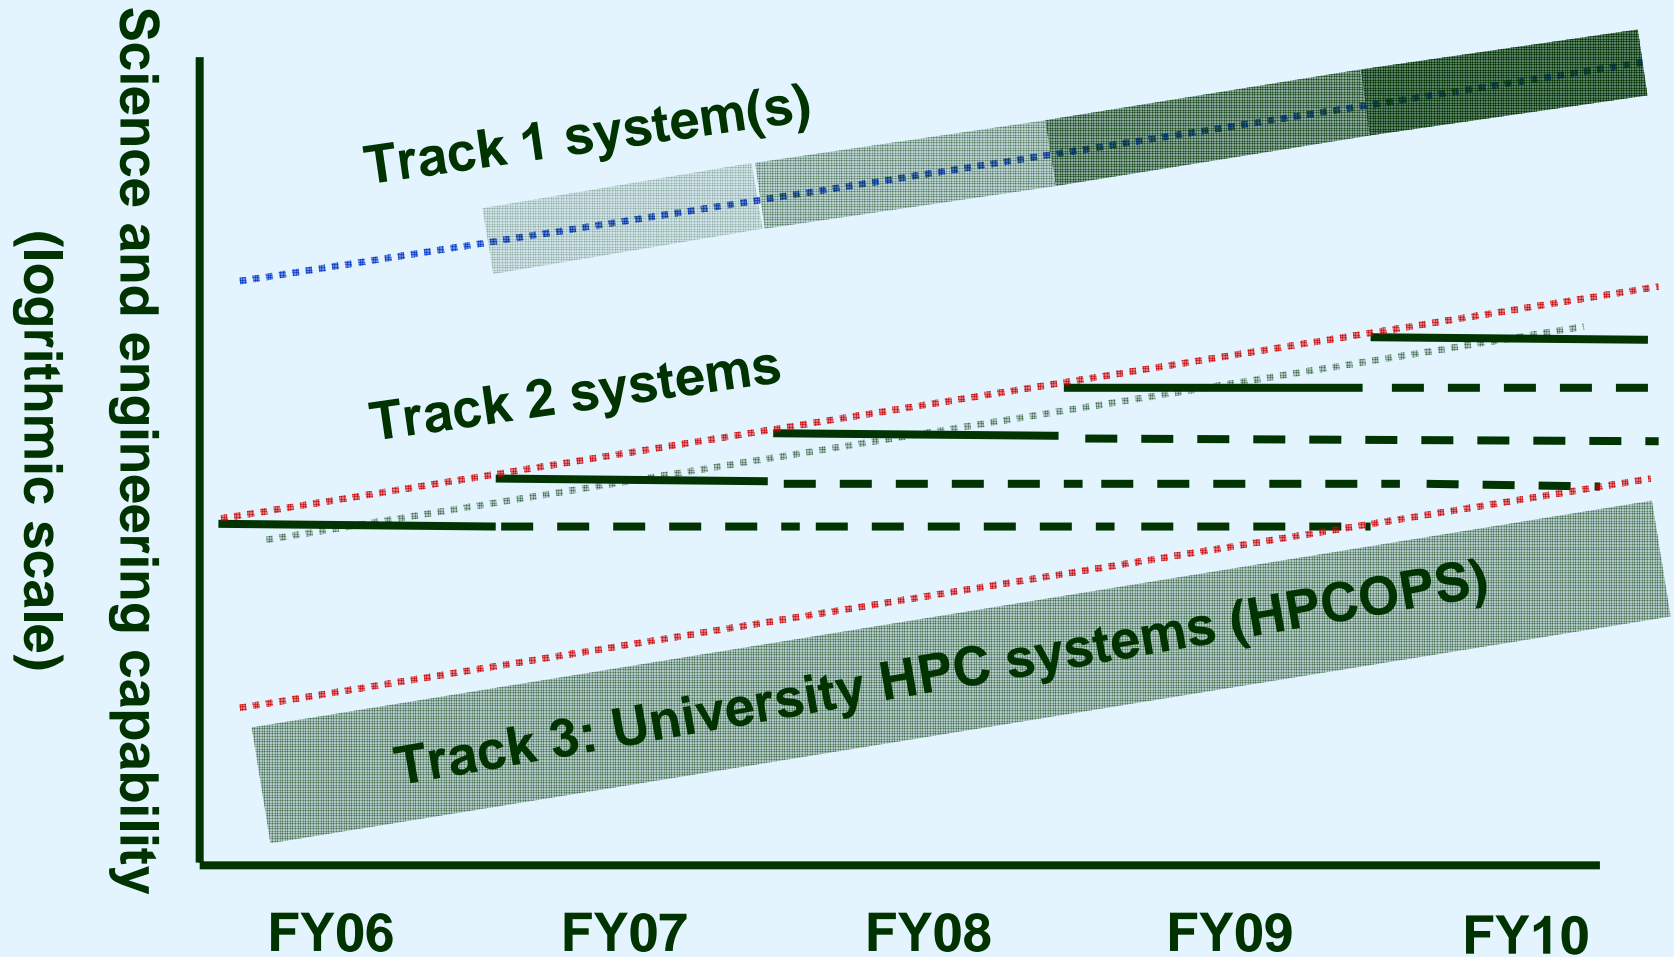 Science and engineering capability
(logrithmic scale)
Track 1 system(s)
Track 2 systems
Track 3: University HPC systems (HPCOPS)
FY06 FY07 FY08 FY09 FY10